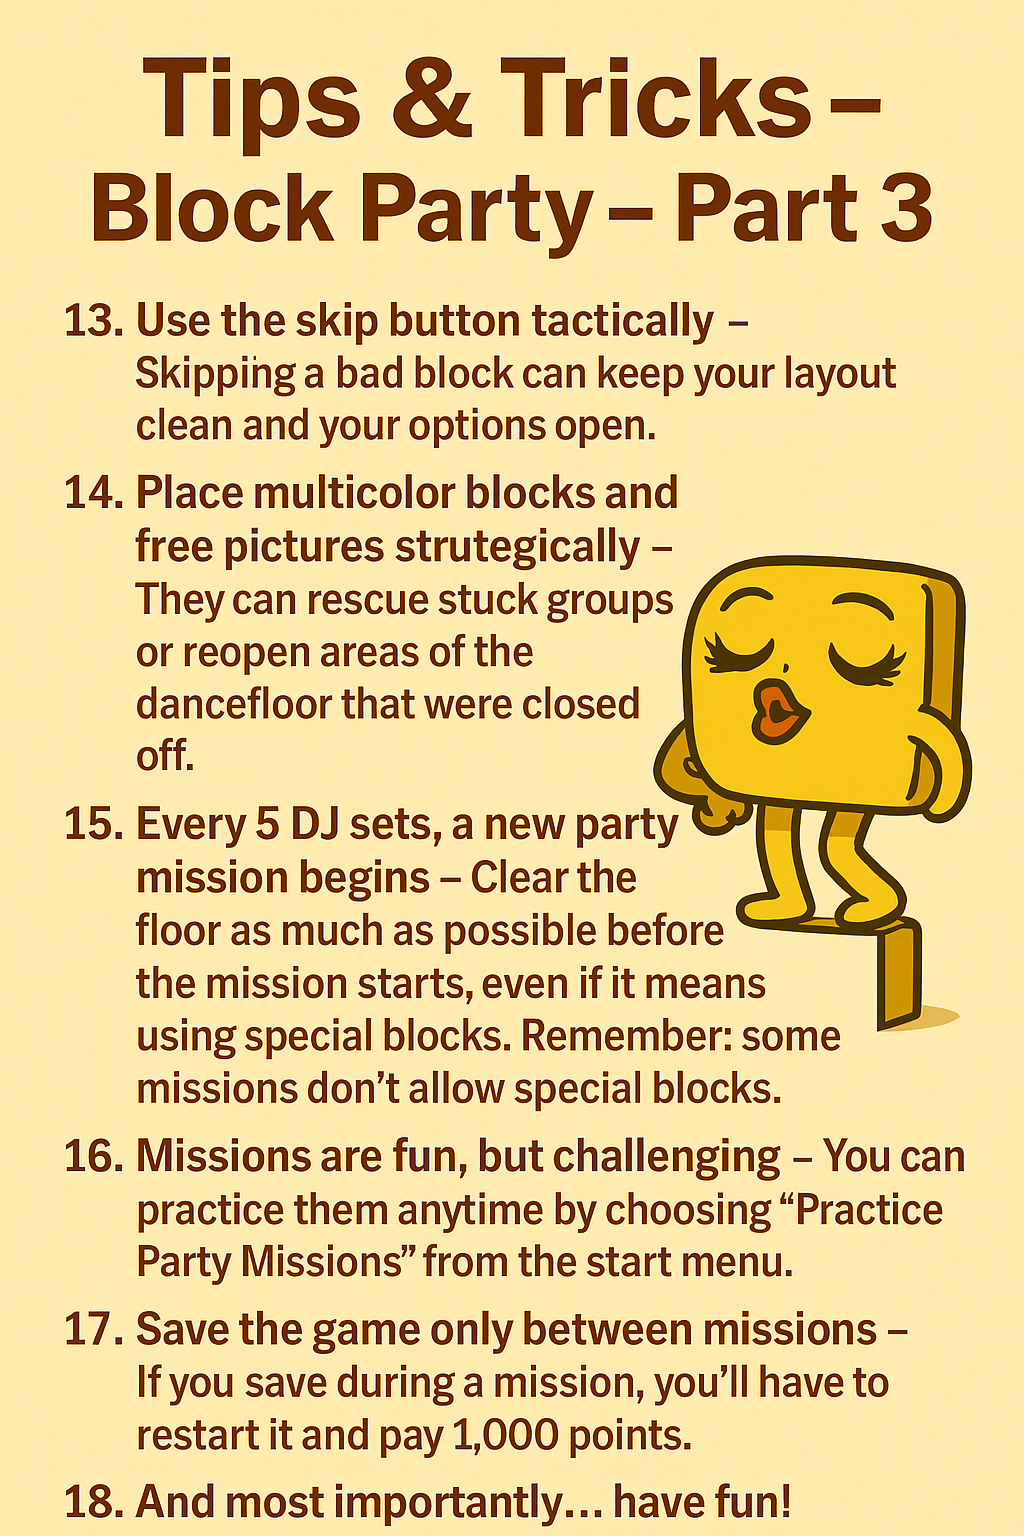 Tips & Tricks –
Block Party – Part 3
13. Use the skip button tactically –
Skipping a bad block can keep your layout
clean and your options open.
14. Place multicolor blocks and
free pictures strutegically –
They can rescue stuck groups
or reopen areas of the
dancefloor that were closed
off.
15. Every 5 DJ sets, a new party
mission begins – Clear the
floor as much as possible before
the mission starts, even if it means
using special blocks. Remember: some
missions don’t allow special blocks.
16. Missions are fun, but challenging – You can
practice them anytime by choosing “Practice
Party Missions” from the start menu.
17. Save the game only between missions –
If you save during a mission, you’ll have to
restart it and pay 1,000 points.
18. And most importantly... have fun!